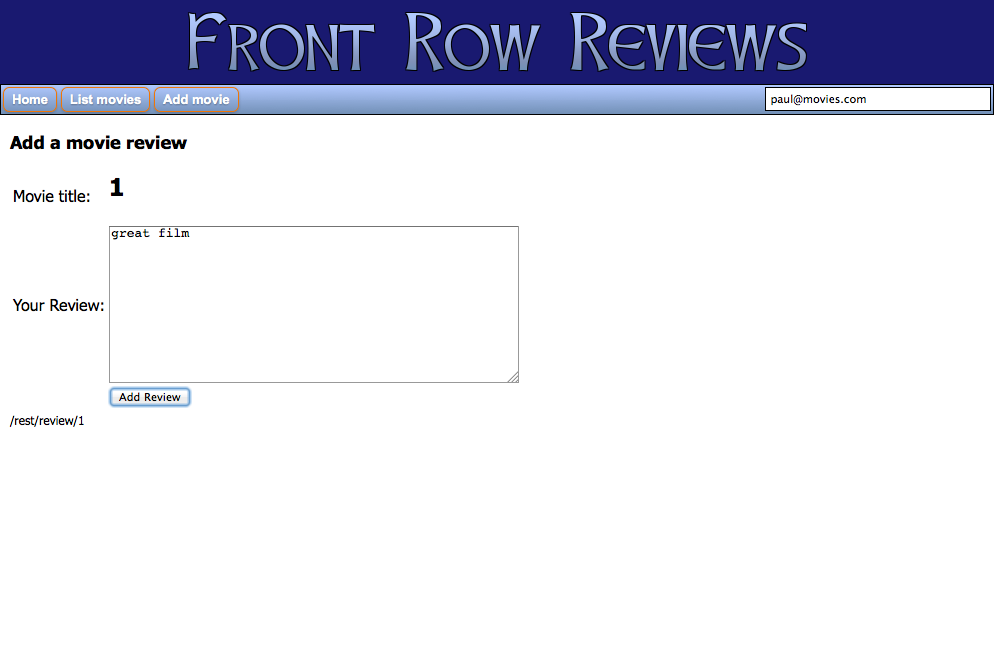 Front Row Reviews
Home List movies Add movie paul@movies.com
Add a movie review
Movie title: 1
great film
Your Review:
Add Review
/rest/review/1